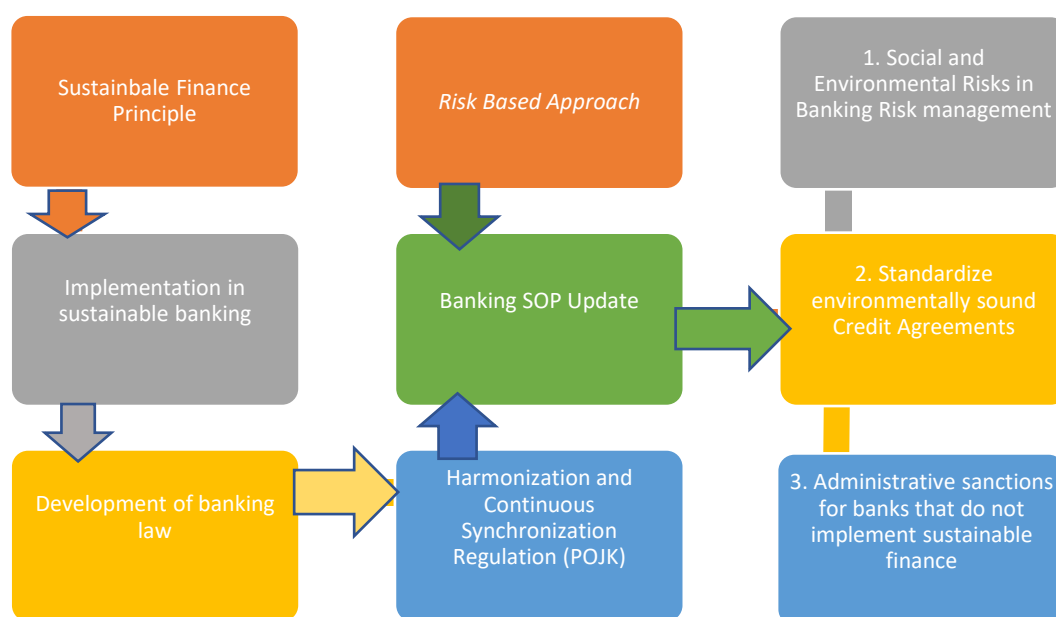 Sustainbale Finance
Principle
Implementation in
sustainable banking
Development of banking
law
Risk Based Approach
Banking SOP Update
Harmonization and
Continuous
Synchronization
Regulation (POJK)
1. Social and
Environmental Risks in
Banking Risk management
2. Standardize
environmentally sound
Credit Agreements
3. Administrative sanctions
for banks that do not
implement sustainable
finance